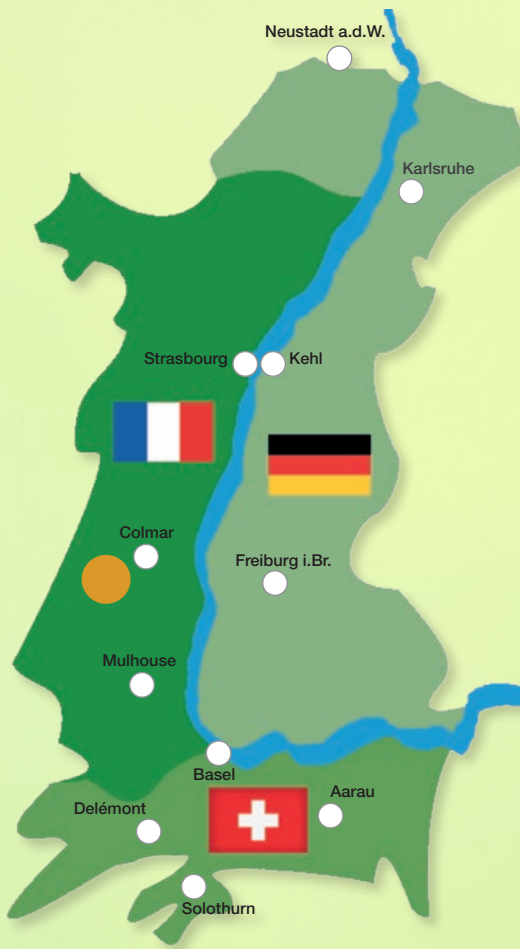 Neustadt a.d.W.
Karlsruhe
Strasbourg
Kehl
Colmar
Freiburg i.Br.
Mulhouse
Basel
Delémont
Aarau
Solothurn